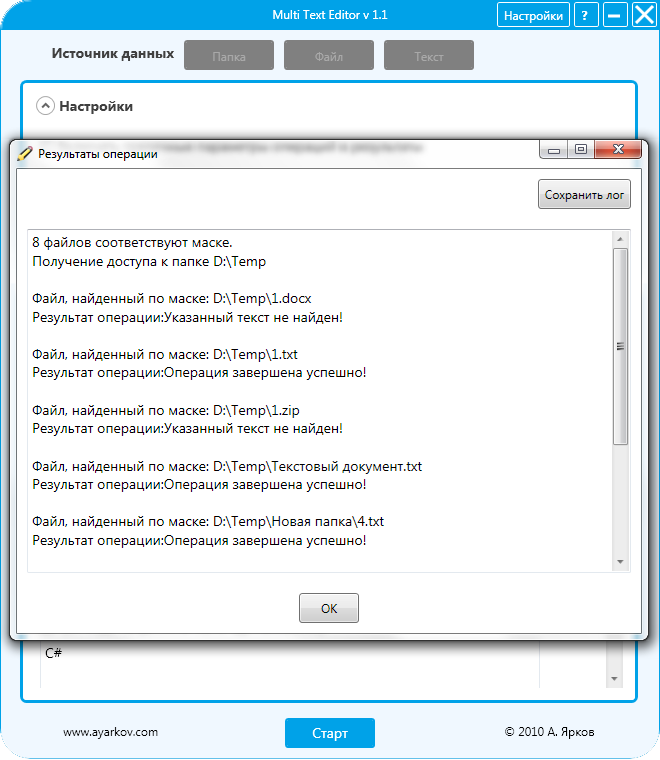 Multi Text Editor v 1.1
Настройки
?
Источник данных
Папка
Файл
Текст
Настройки
Результаты операции
Сохранить лог
8 файлов соответствуют маске.
Получение доступа к папке D:\Temp
Файл, найденный по маске: D:\Temp\1.docx
Результат операции:Указанный текст не найден!
Файл, найденный по маске: D:\Temp\1.txt
Результат операции:Операция завершена успешно!
Файл, найденный по маске: D:\Temp\1.zip
Результат операции:Указанный текст не найден!
Файл, найденный по маске: D:\Temp\Текстовый документ.txt
Результат операции:Операция завершена успешно!
Файл, найденный по маске: D:\Temp\Новая папка\4.txt
Результат операции:Операция завершена успешно!
OK
C#
www.ayarkov.com
Старт
© 2010 А. Ярков